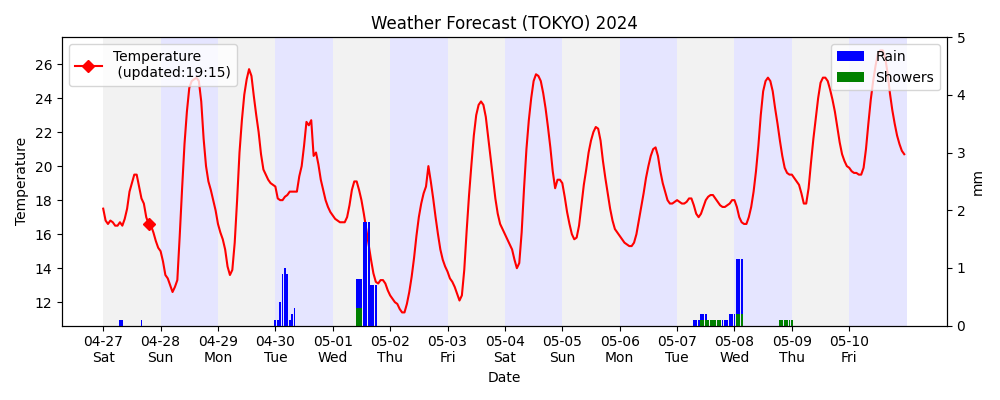 Weather Forecast (TOKYO) 2024
Temperature
(updated:19:15)
Rain
Showers
Temperature
26
24
22
20
18
16
14
12
5
4
3
2
1
0
mm
04-27 04-28 04-29 04-30 05-01 05-02 05-03 05-04 05-05 05-06 05-07 05-08 05-09 05-10
Sat Sun Mon Tue Wed Thu Fri Sat Sun Mon Tue Wed Thu Fri
Date